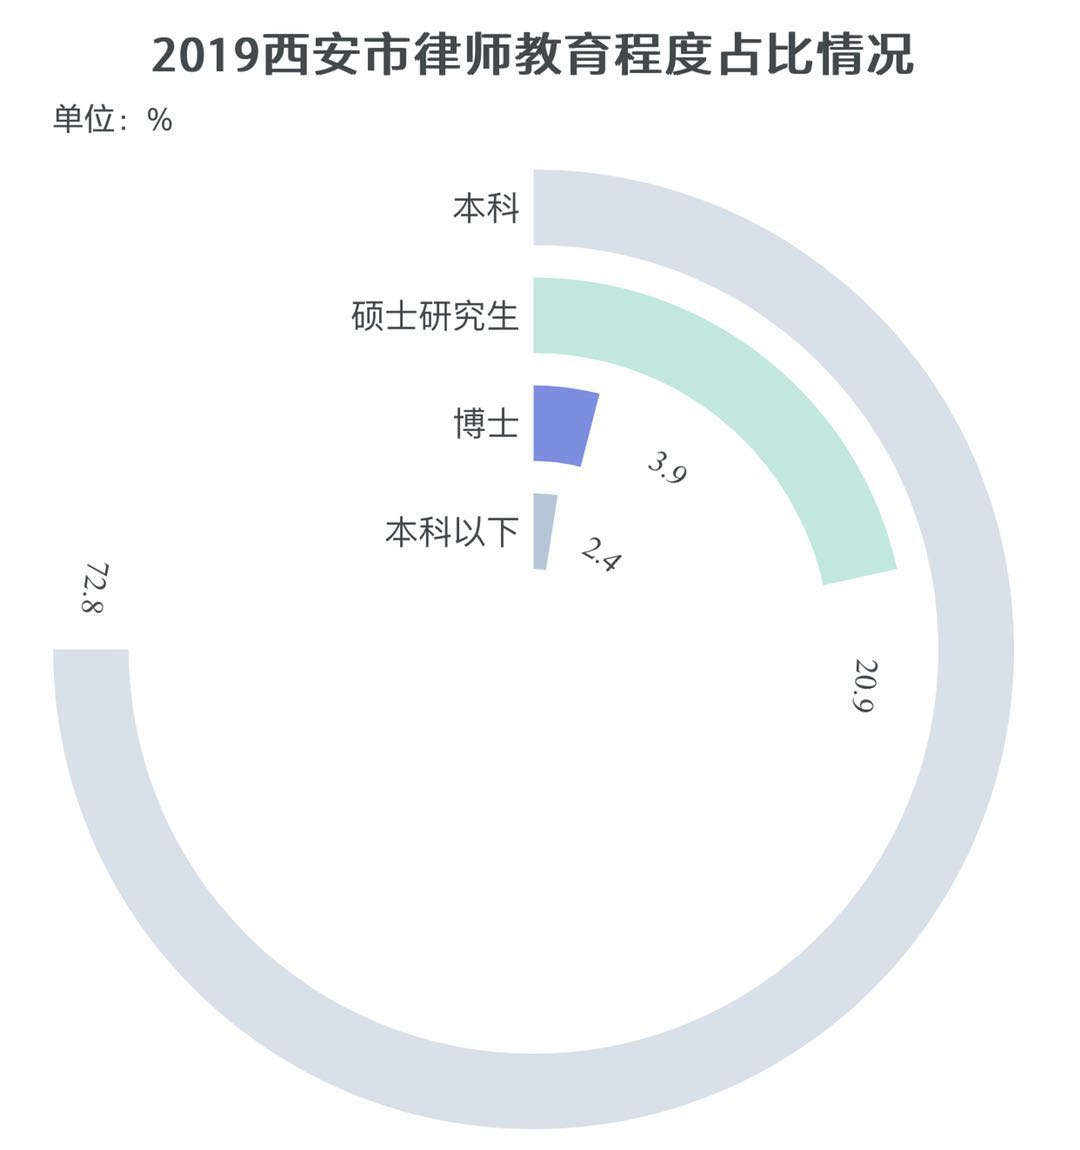 2019西安市律师教育程度占比情况
单位：%
本科
硕士研究生
博士
3.9
本科以下
2.4
72.8
20.9